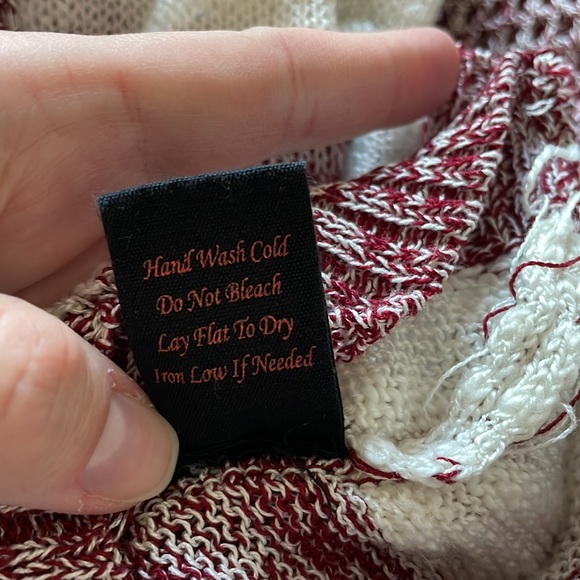 Hand Wash Cold
Do Not Bleach
Lay Flat To Dry
Iron Low If Needed